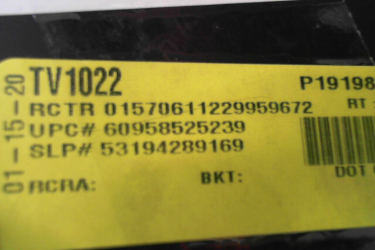 TV1022 P19198
RCTR 01570611229959672 RT
UPC# 60958525239
SLP# 53194289169
RCRA: BKT: DOT
01-15-20